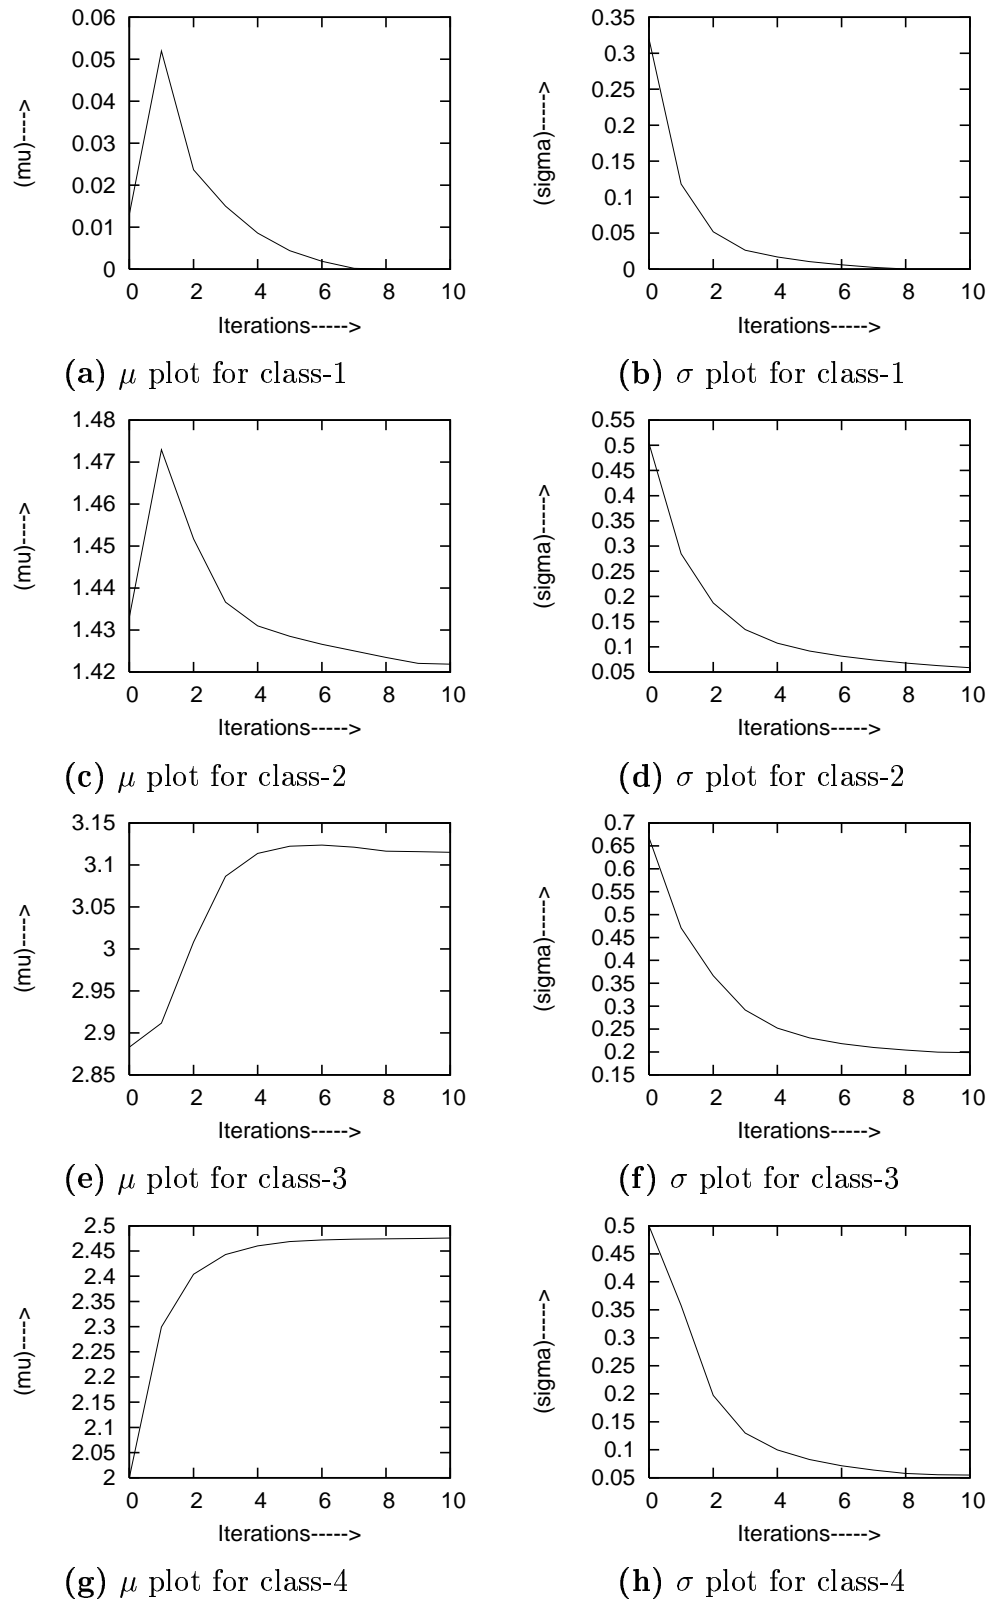 0.06
0.05
0.04
0.03
0.02
0.01
0
(mu)---->
0 2 4 6 8 10
Iterations----->
(a) μ plot for class-1
0.35
0.3
0.25
0.2
0.15
0.1
0.05
0
(sigma)----->
0 2 4 6 8 10
Iterations----->
(b) σ plot for class-1
1.48
1.47
1.46
1.45
1.44
1.43
1.42
(mu)---->
0 2 4 6 8 10
Iterations----->
(c) μ plot for class-2
0.55
0.5
0.45
0.4
0.35
0.3
0.25
0.2
0.15
0.1
0.05
(sigma)----->
0 2 4 6 8 10
Iterations----->
(d) σ plot for class-2
3.15
3.1
3.05
3
2.95
2.9
2.85
(mu)---->
0 2 4 6 8 10
Iterations----->
(e) μ plot for class-3
0.7
0.65
0.6
0.55
0.5
0.45
0.4
0.35
0.3
0.25
0.2
0.15
(sigma)----->
0 2 4 6 8 10
Iterations----->
(f) σ plot for class-3
2.5
2.45
2.4
2.35
2.3
2.25
2.2
2.15
2.1
2.05
2
(mu)---->
0 2 4 6 8 10
Iterations----->
(g) μ plot for class-4
0.5
0.45
0.4
0.35
0.3
0.25
0.2
0.15
0.1
0.05
(sigma)----->
0 2 4 6 8 10
Iterations----->
(h) σ plot for class-4